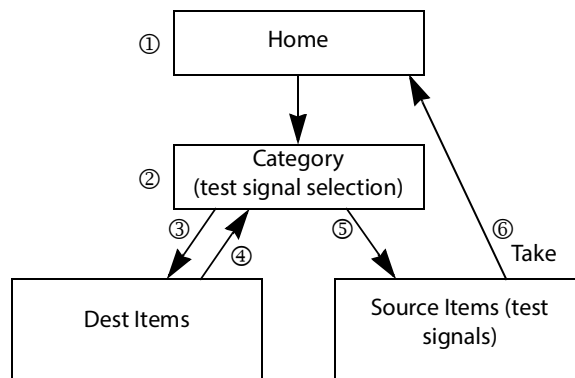 ① Home
② Category
(test signal selection)
③ ④ ⑤ ⑥
Take
Dest Items
Source Items (test
signals)